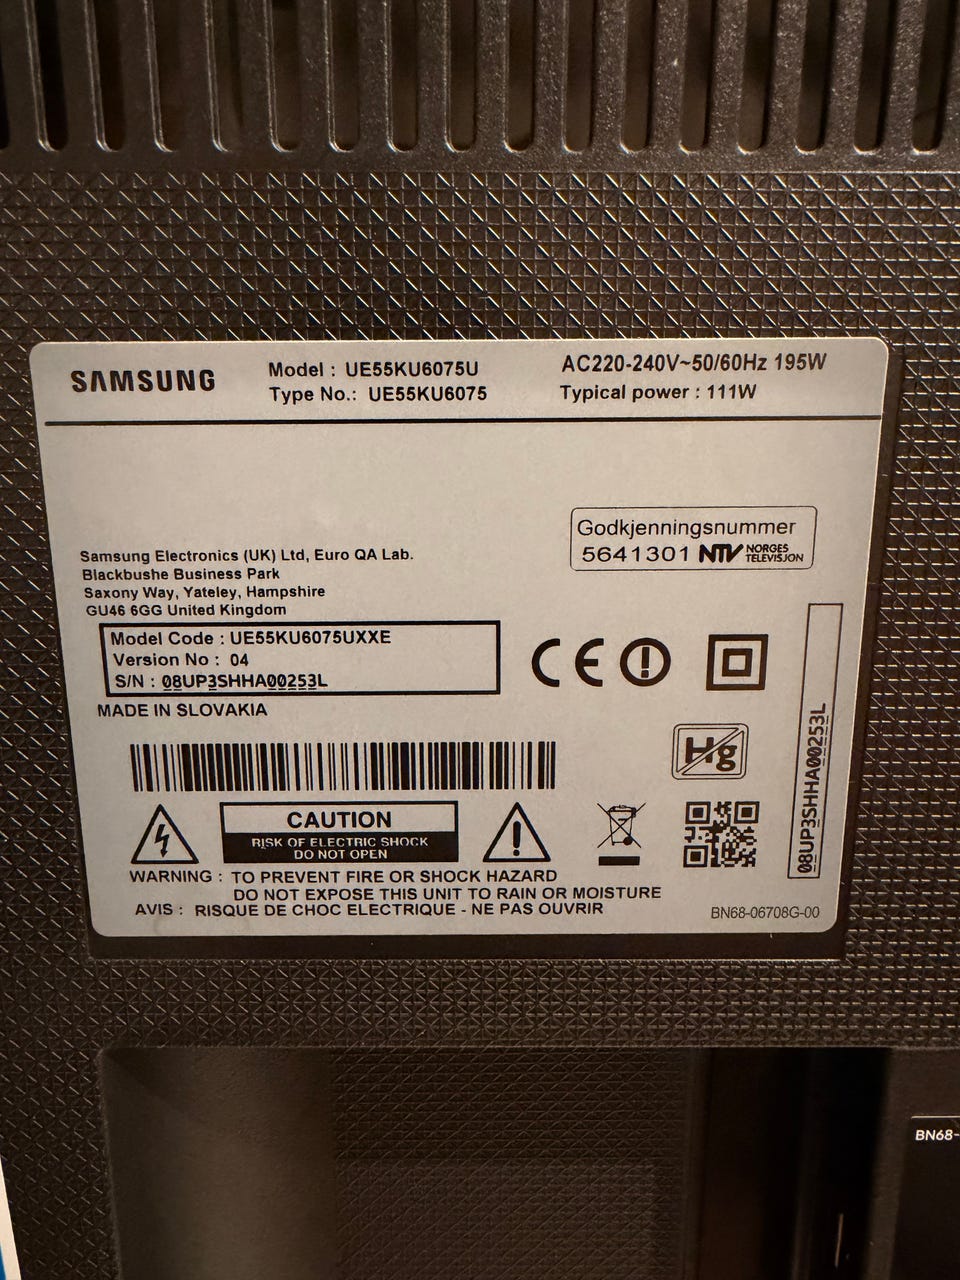 SAMSUNG
Model : UE55KU6075U
Type No.: UE55KU6075
AC220-240V~50/60Hz 195W
Typical power : 111W
Godkjenningsnummer
5641301 NTV NORGES TELEVISJON
Samsung Electronics (UK) Ltd, Euro QA Lab.
Blackbushe Business Park
Saxony Way, Yateley, Hampshire
GU46 6GG United Kingdom
Model Code : UE55KU6075UXXE
Version No : 04
S/N : 08UP3SHHA00253L
MADE IN SLOVAKIA
CE
Hg
08UP3SHHA00253L
CAUTION
RISK OF ELECTRIC SHOCK
DO NOT OPEN
WARNING : TO PREVENT FIRE OR SHOCK HAZARD
DO NOT EXPOSE THIS UNIT TO RAIN OR MOISTURE
AVIS : RISQUE DE CHOC ELECTRIQUE - NE PAS OUVRIR
BN68-06708G-00
BN68-